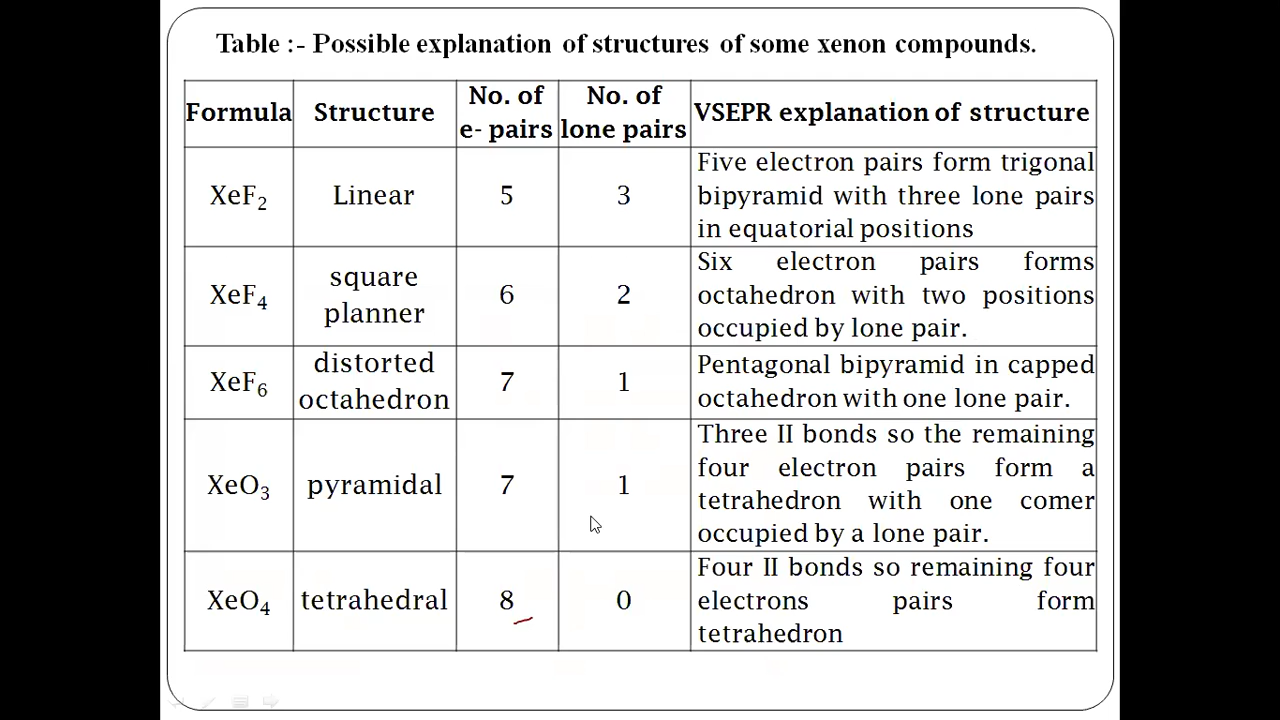 Table :- Possible explanation of structures of some xenon compounds.
Formula Structure No. of e- pairs No. of lone pairs VSEPR explanation of structure
XeF2 Linear 5 3 Five electron pairs form trigonal
bipyramid with three lone pairs
in equatorial positions
XeF4 square planner 6 2 Six electron pairs forms
octahedron with two positions
occupied by lone pair.
XeF6 distorted octahedron 7 1 Pentagonal bipyramid in capped
octahedron with one lone pair.
XeO3 pyramidal 7 1 Three II bonds so the remaining
four electron pairs form a
tetrahedron with one comer
occupied by a lone pair.
XeO4 tetrahedral 8 0 Four II bonds so remaining four
electrons pairs form
tetrahedron